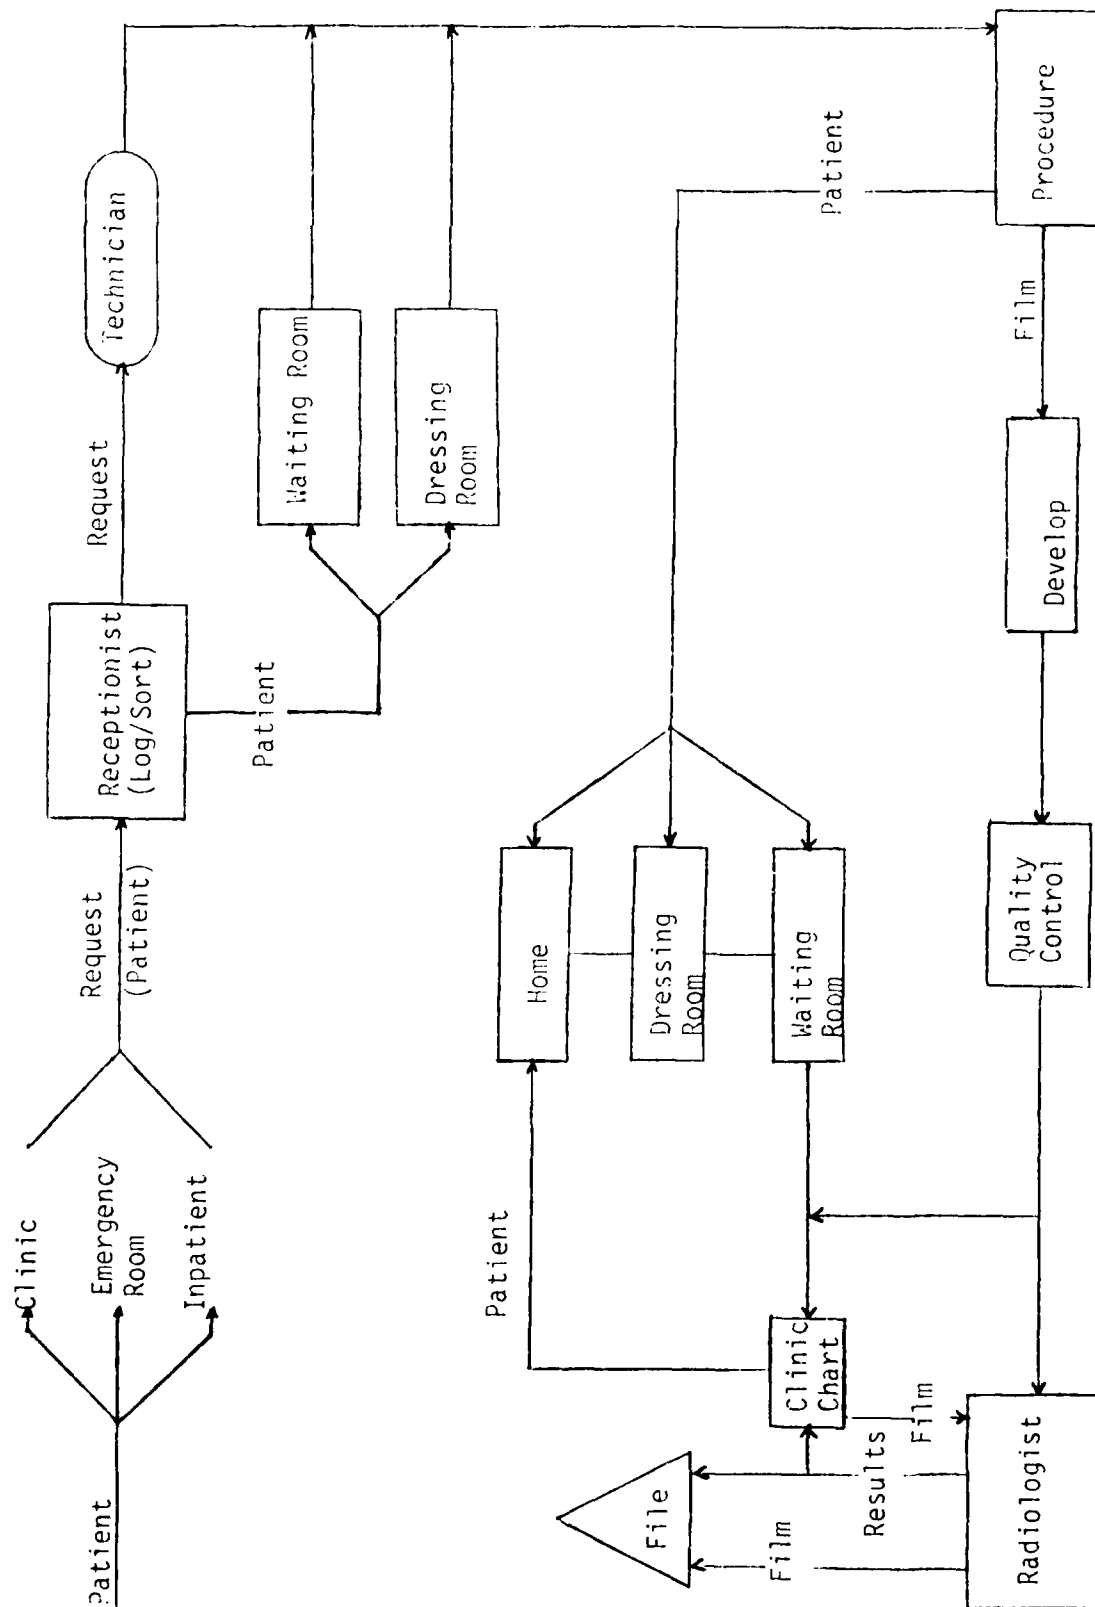 Patient
Clinic
Emergency
Room
Inpatient
Request
(Patient)
Receptionist
(Log/Sort)
Request
Technician
Patient
Waiting Room
Dressing
Room
Procedure
Patient
Film
Develop
Quality
Control
Home
Dressing
Room
Waiting
Room
Patient
Clinic
Chart
Film
Results
File
Film
Radiologist